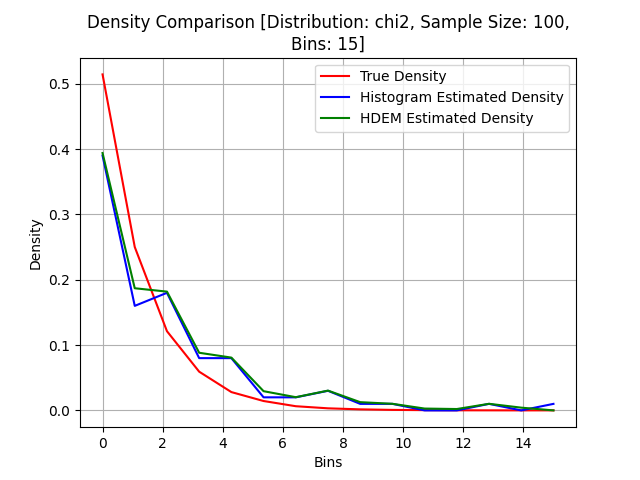 Density Comparison [Distribution: chi2, Sample Size: 100,
Bins: 15]
True Density
Histogram Estimated Density
HDEM Estimated Density
Density
0.5
0.4
0.3
0.2
0.1
0.0
0 2 4 6 8 10 12 14
Bins